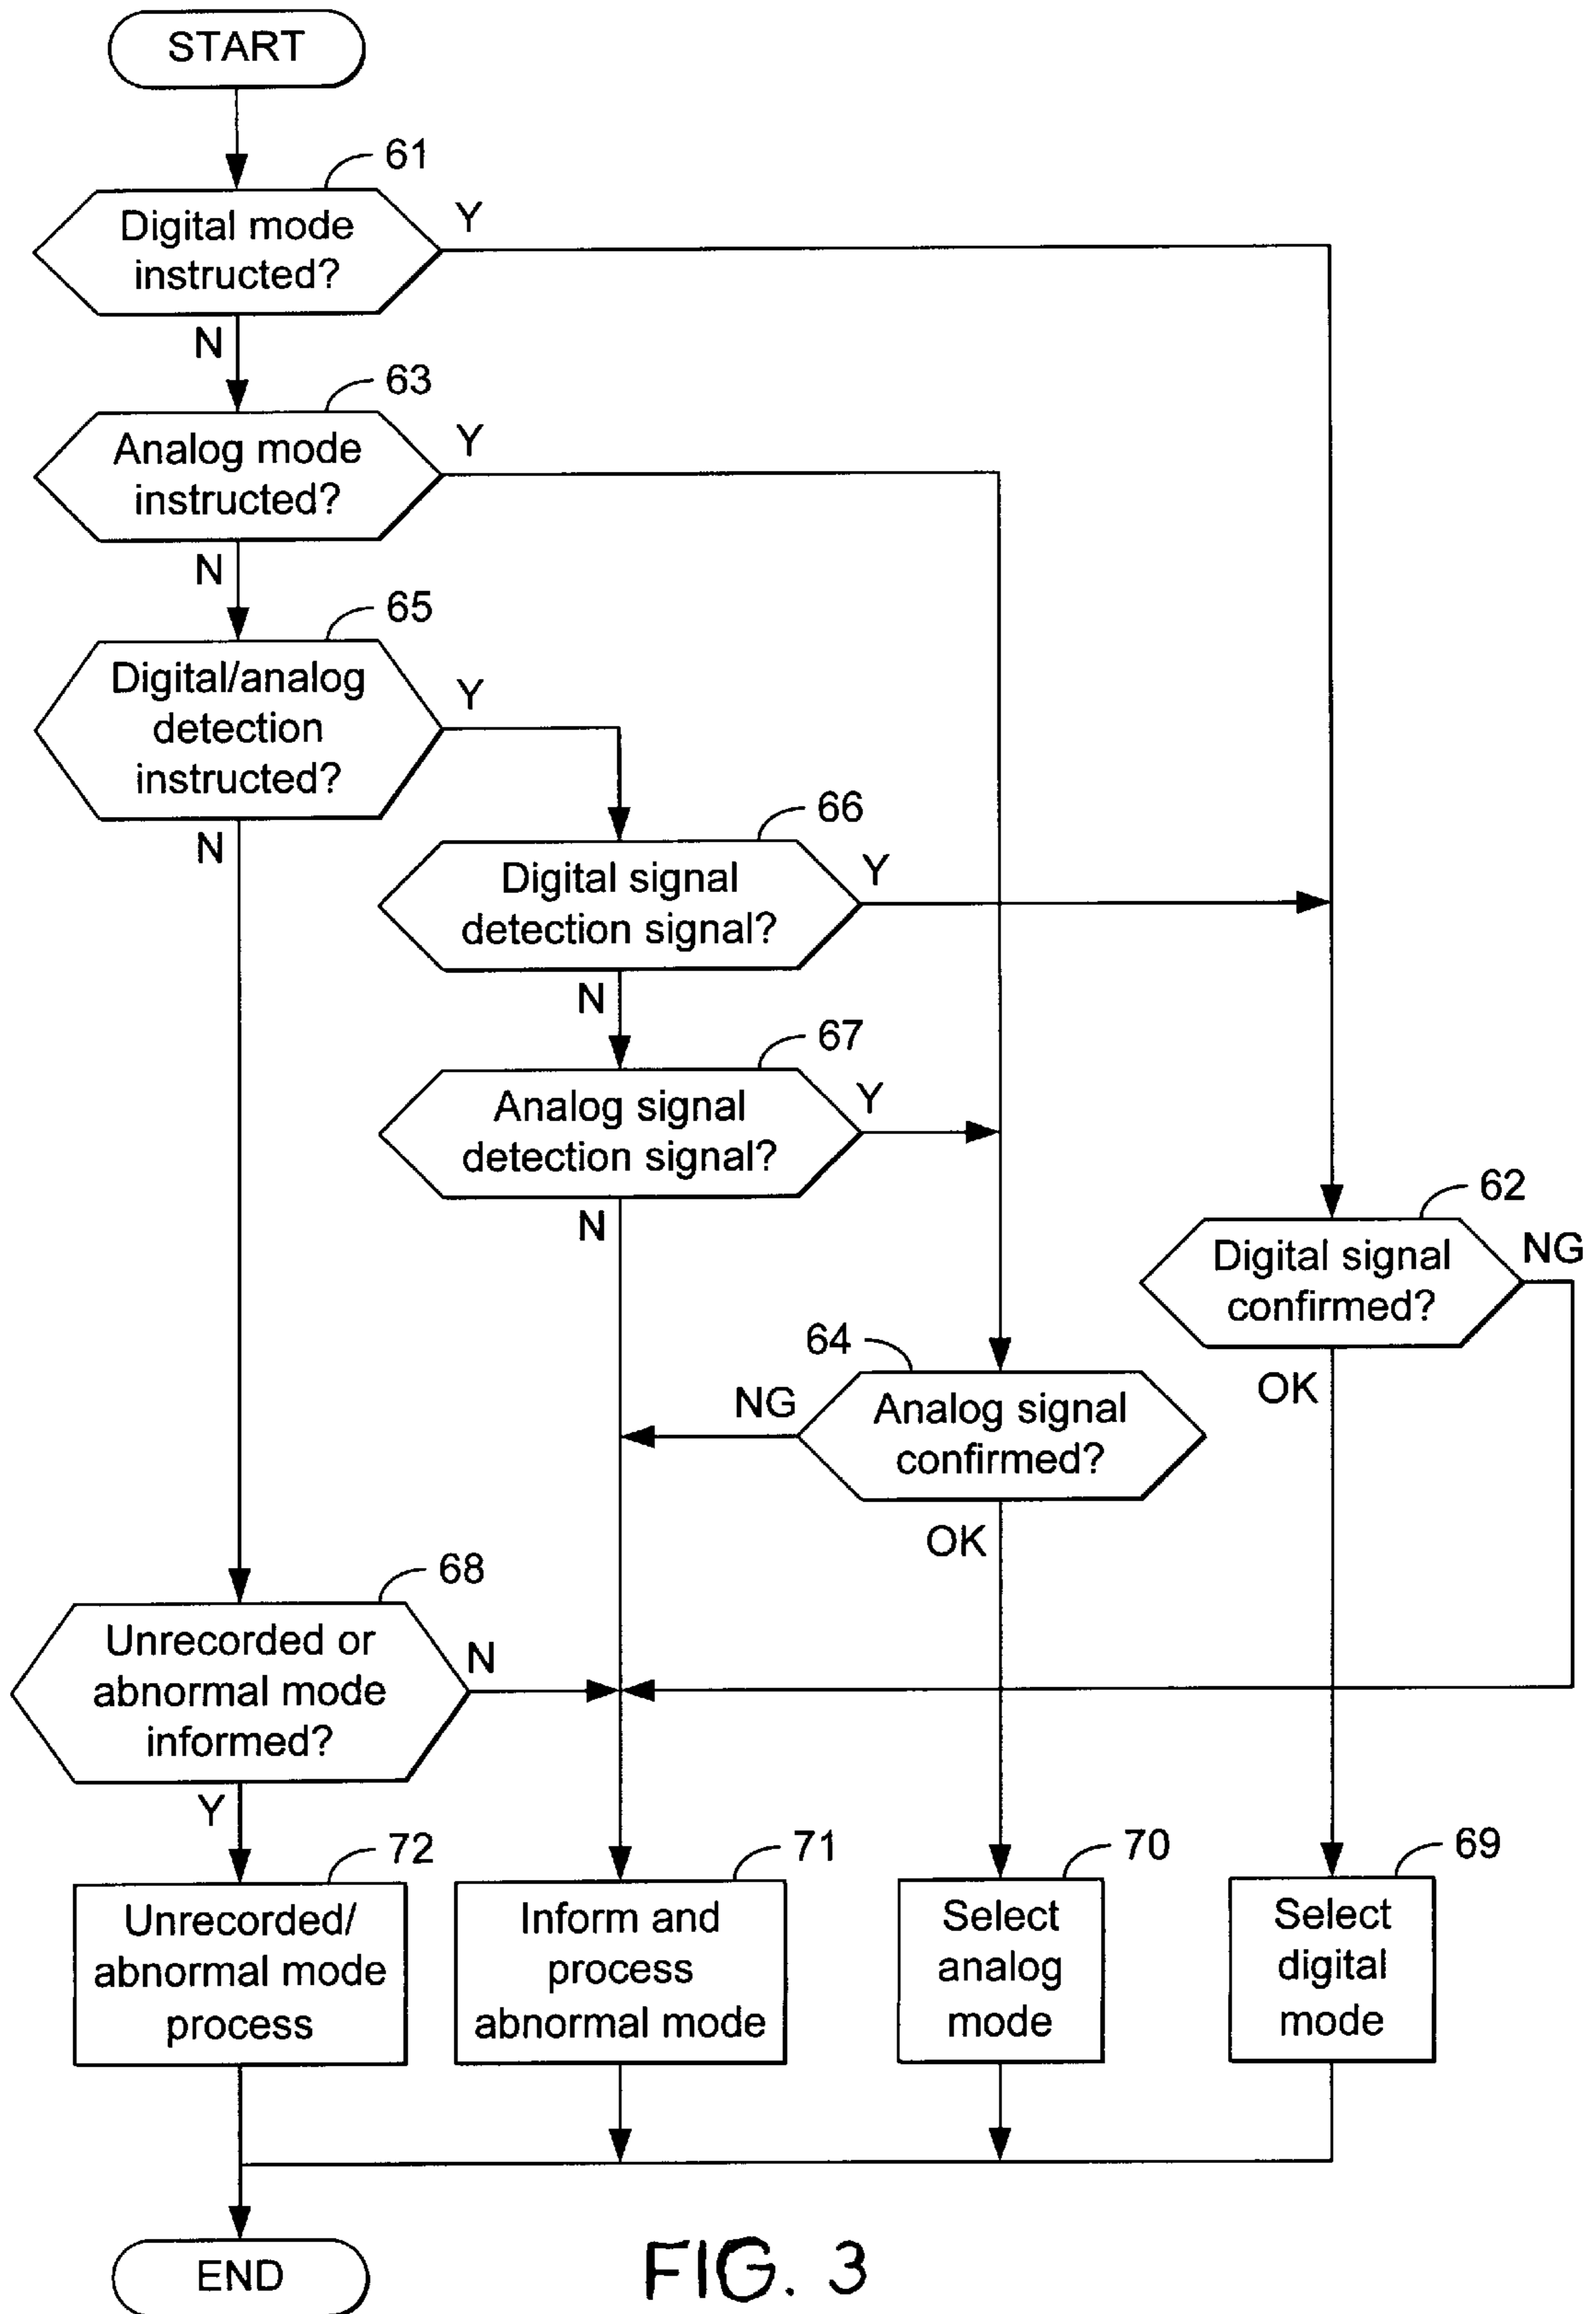 START
61
Digital mode
instructed?
Y
N
63
Analog mode
instructed?
Y
N
65
Digital/analog
detection
instructed?
Y
N
66
Digital signal
detection signal?
Y
N
67
Analog signal
detection signal?
Y
N
62
Digital signal
confirmed?
NG
OK
64
Analog signal
confirmed?
NG
OK
68
Unrecorded or
abnormal mode
informed?
N
Y
72
Unrecorded/
abnormal mode
process
71
Inform and
process
abnormal mode
70
Select
analog
mode
69
Select
digital
mode
END
FIG. 3